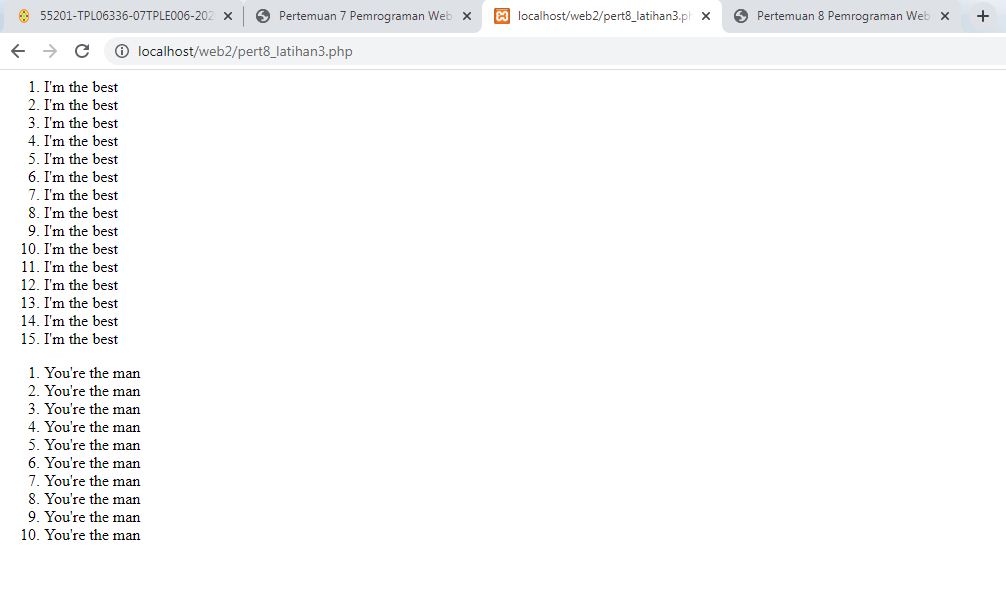 55201-TPL06336-07TPLE006-202
Pertemuan 7 Pemrograman Web
localhost/web2/pert8_latihan3.p
Pertemuan 8 Pemrograman Web
localhost/web2/pert8_latihan3.php
1. I'm the best
2. I'm the best
3. I'm the best
4. I'm the best
5. I'm the best
6. I'm the best
7. I'm the best
8. I'm the best
9. I'm the best
10. I'm the best
11. I'm the best
12. I'm the best
13. I'm the best
14. I'm the best
15. I'm the best
1. You're the man
2. You're the man
3. You're the man
4. You're the man
5. You're the man
6. You're the man
7. You're the man
8. You're the man
9. You're the man
10. You're the man